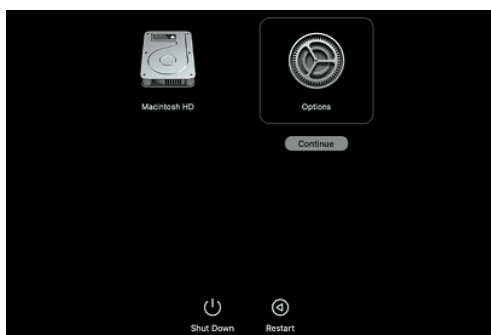 Macintosh HD
Options
Continue
Shut Down
Restart